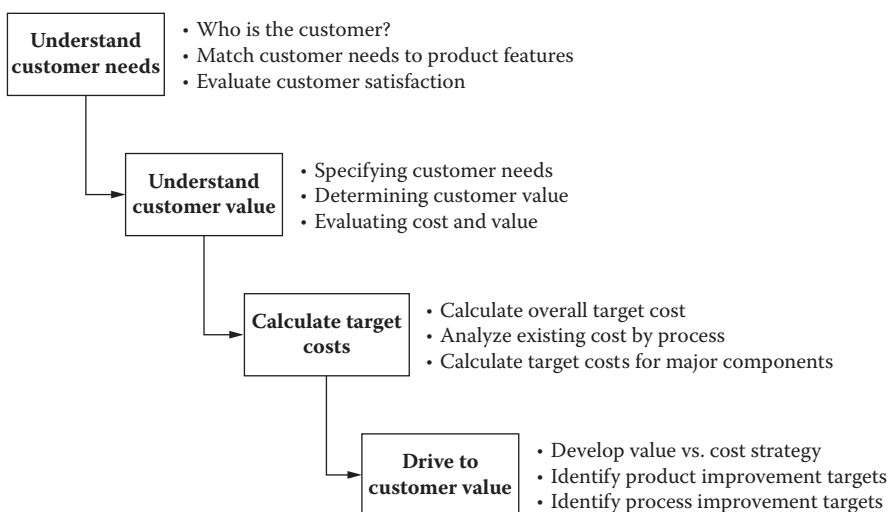 Understand
customer needs
• Who is the customer?
• Match customer needs to product features
• Evaluate customer satisfaction
Understand
customer value
• Specifying customer needs
• Determining customer value
• Evaluating cost and value
Calculate target
costs
• Calculate overall target cost
• Analyze existing cost by process
• Calculate target costs for major components
Drive to
customer value
• Develop value vs. cost strategy
• Identify product improvement targets
• Identify process improvement targets